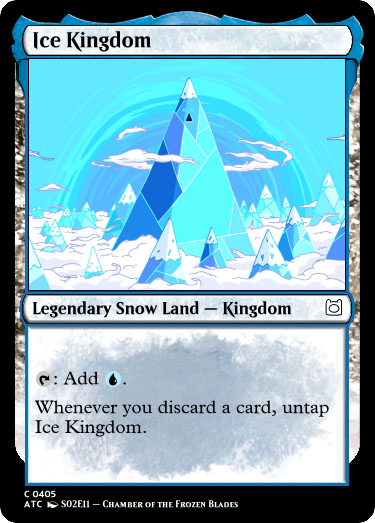 Ice Kingdom
Legendary Snow Land — Kingdom
: Add .
Whenever you discard a card, untap
Ice Kingdom.
C 0405
ATC S02E11 — Chamber of the Frozen Blades